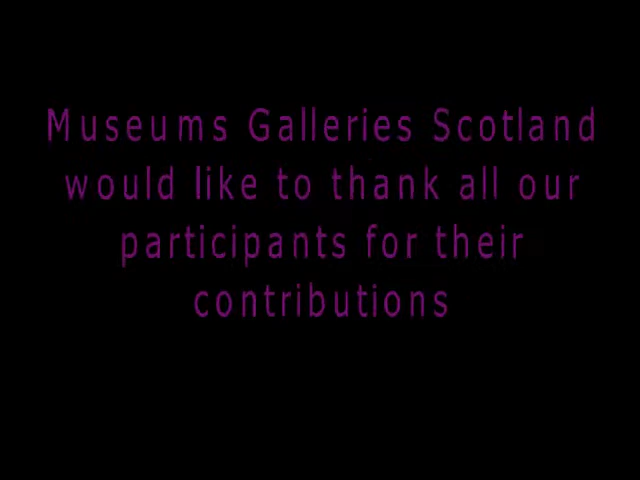 Museums Galleries Scotland
would like to thank all our
participants for their
contributions